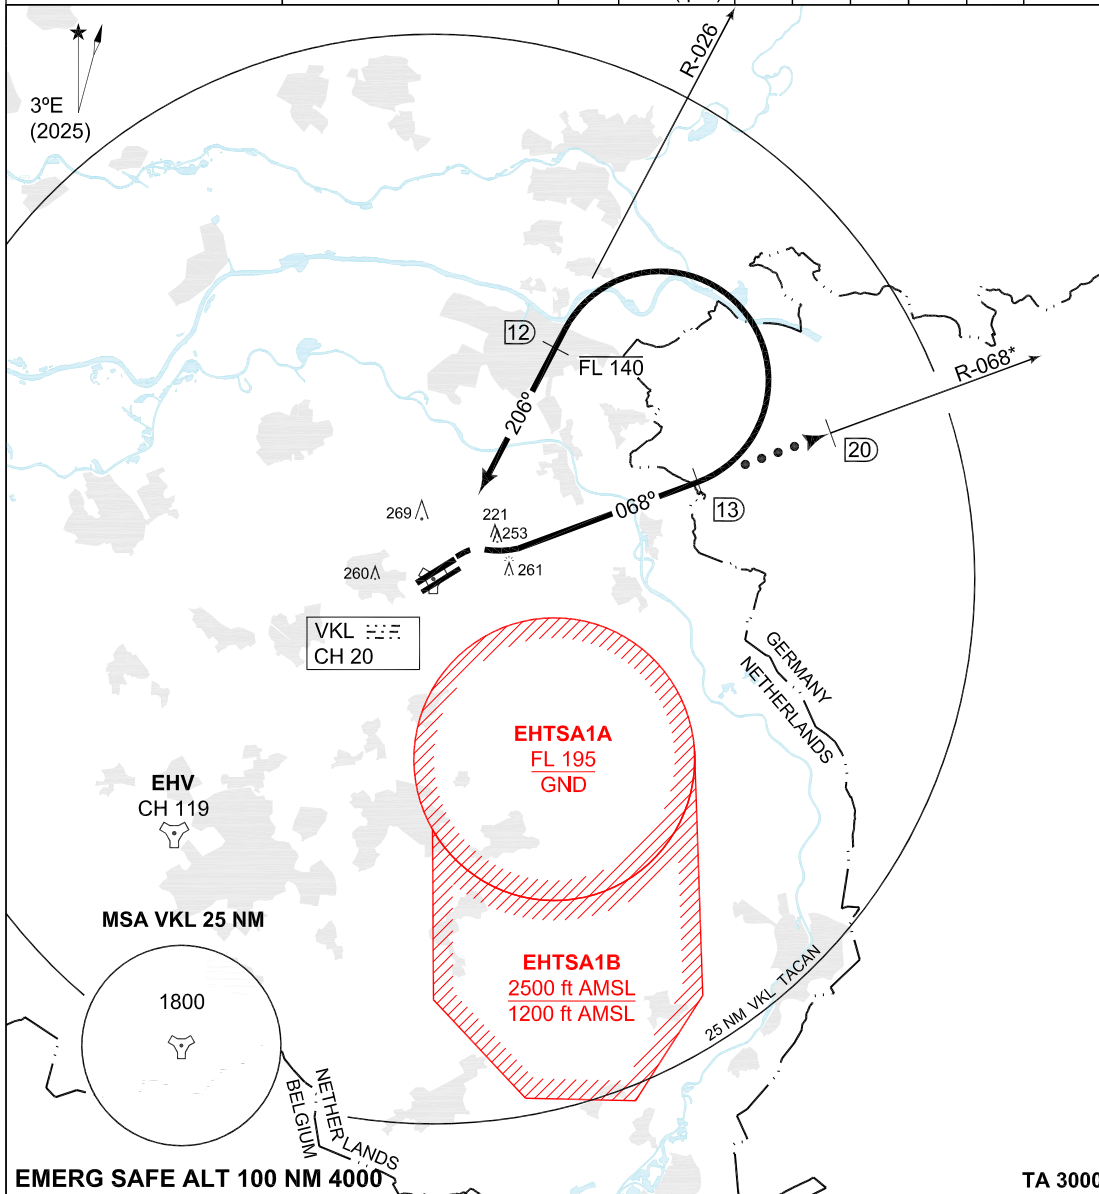 R-026
3ºE
(2025)
12
FL 140
R-068*
206º
20
068º
13
269
221
253
260
261
VKL
CH 20
GERMANY
NETHERLANDS
EHTSA1A
FL 195
GND
EHV
CH 119
MSA VKL 25 NM
1800
EHTSA1B
2500 ft AMSL
1200 ft AMSL
25 NM VKL TACAN
NETHERLANDS
BELGIUM
EMERG SAFE ALT 100 NM 4000
TA 3000